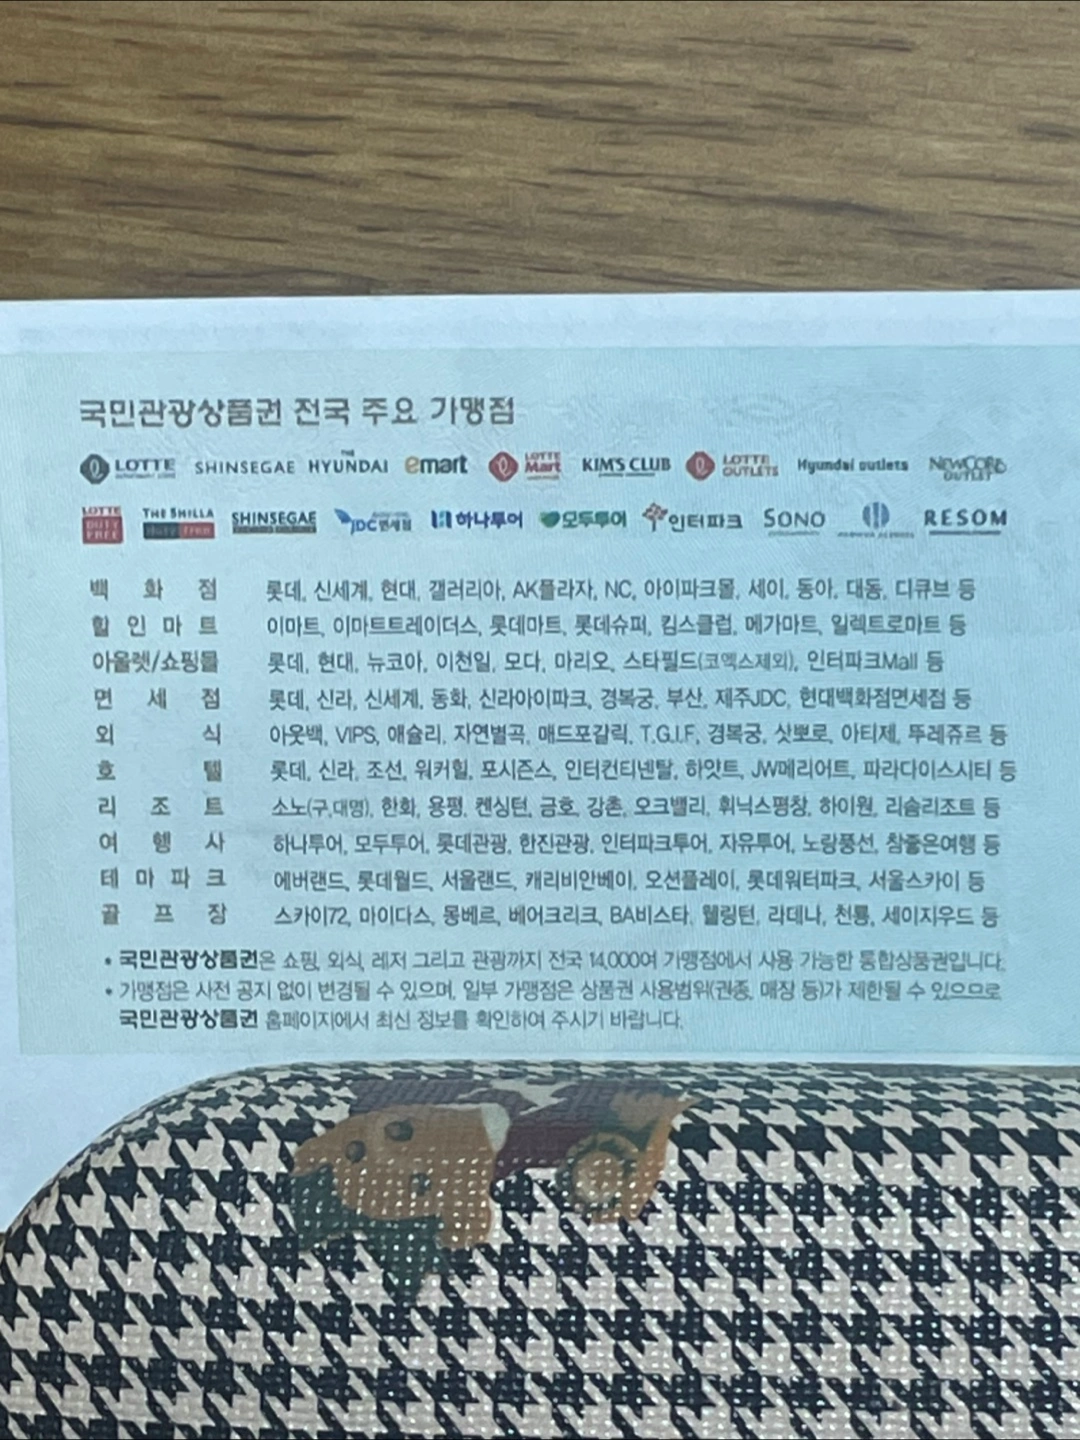 국민관광상품권 전국 주요 가맹점
LOTTE SHINSEGAE THE HYUNDAI emart LOTTE Mart KIM'S CLUB LOTTE OUTLETS Hyundai outlets NEWCORE OUTLET
LOTTE DUTY FREE THE SHILLA duty free SHINSEGAE JDC면세점 하나투어 모두투어 인터파크 SONO RESOM
백화점 롯데, 신세계, 현대, 갤러리아, AK플라자, NC, 아이파크몰, 세이, 동아, 대동, 디큐브 등
할인마트 이마트, 이마트트레이더스, 롯데마트, 롯데슈퍼, 킴스클럽, 메가마트, 일렉트로마트 등
아울렛/쇼핑몰 롯데, 현대, 뉴코아, 이천일, 모다, 마리오, 스타필드(코엑스제외), 인터파크Mall 등
면세점 롯데, 신라, 신세계, 동화, 신라아이파크, 경복궁, 부산, 제주JDC, 현대백화점면세점 등
외식 아웃백, VIPS, 애슐리, 자연별곡, 매드포갈릭, T.G.I.F, 경복궁, 삿뽀로, 아티제, 뚜레쥬르 등
호텔 롯데, 신라, 조선, 워커힐, 포시즌스, 인터컨티넨탈, 하얏트, JW메리어트, 파라다이스시티 등
리조트 소노(구.대명), 한화, 용평, 켄싱턴, 금호, 강촌, 오크밸리, 휘닉스평창, 하이원, 리솜리조트 등
여행사 하나투어, 모두투어, 롯데관광, 한진관광, 인터파크투어, 자유투어, 노랑풍선, 참좋은여행 등
테마파크 에버랜드, 롯데월드, 서울랜드, 캐리비안베이, 오션플레이, 롯데워터파크, 서울스카이 등
골프장 스카이72, 마이다스, 몽베르, 베어크리크, BA비스타, 웰링턴, 라데나, 천룡, 세이지우드 등
• 국민관광상품권은 쇼핑, 외식, 레저 그리고 관광까지 전국 14,000여 가맹점에서 사용 가능한 통합상품권입니다.
• 가맹점은 사전 공지 없이 변경될 수 있으며, 일부 가맹점은 상품권 사용범위(권종, 매장 등)가 제한될 수 있으므로
국민관광상품권 홈페이지에서 최신 정보를 확인하여 주시기 바랍니다.